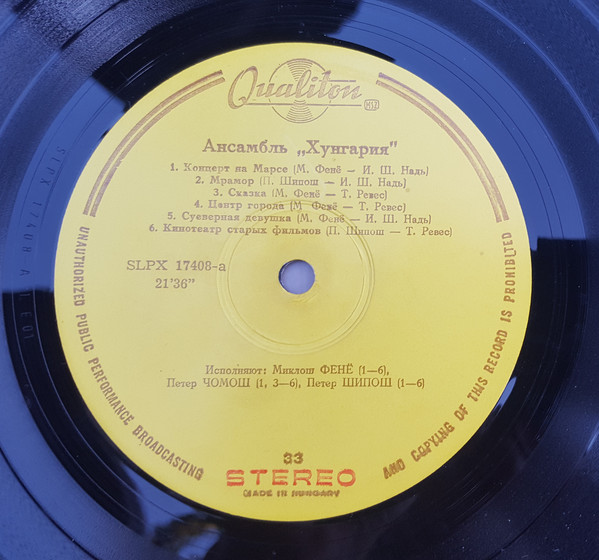 Qualiton
Ансамбль „Хунгария"
1. Концерт на Марсе (М. Фенё — И. Ш. Надь)
2. Мрамор (П. Шипош — И. Ш. Надь)
3. Сказка (М. Фенё — Т. Ревес)
4. Центр города (М. Фенё — Т. Ревес)
5. Суеверная девушка (М. Фенё — И. Ш. Надь)
6. Кинотеатр старых фильмов (П. Шипош — Т. Ревес)
SLPX 17408-a
21'36"
Исполняют: Миклош ФЕНЁ (1—6),
Петер ЧОМОШ (1, 3—6), Петер ШИПОШ (1—6)
33
STEREO
MADE IN HUNGARY
UNAUTHORIZED PUBLIC PERFORMANCE BROADCASTING
AND COPYING OF THIS RECORD IS PROHIBITED